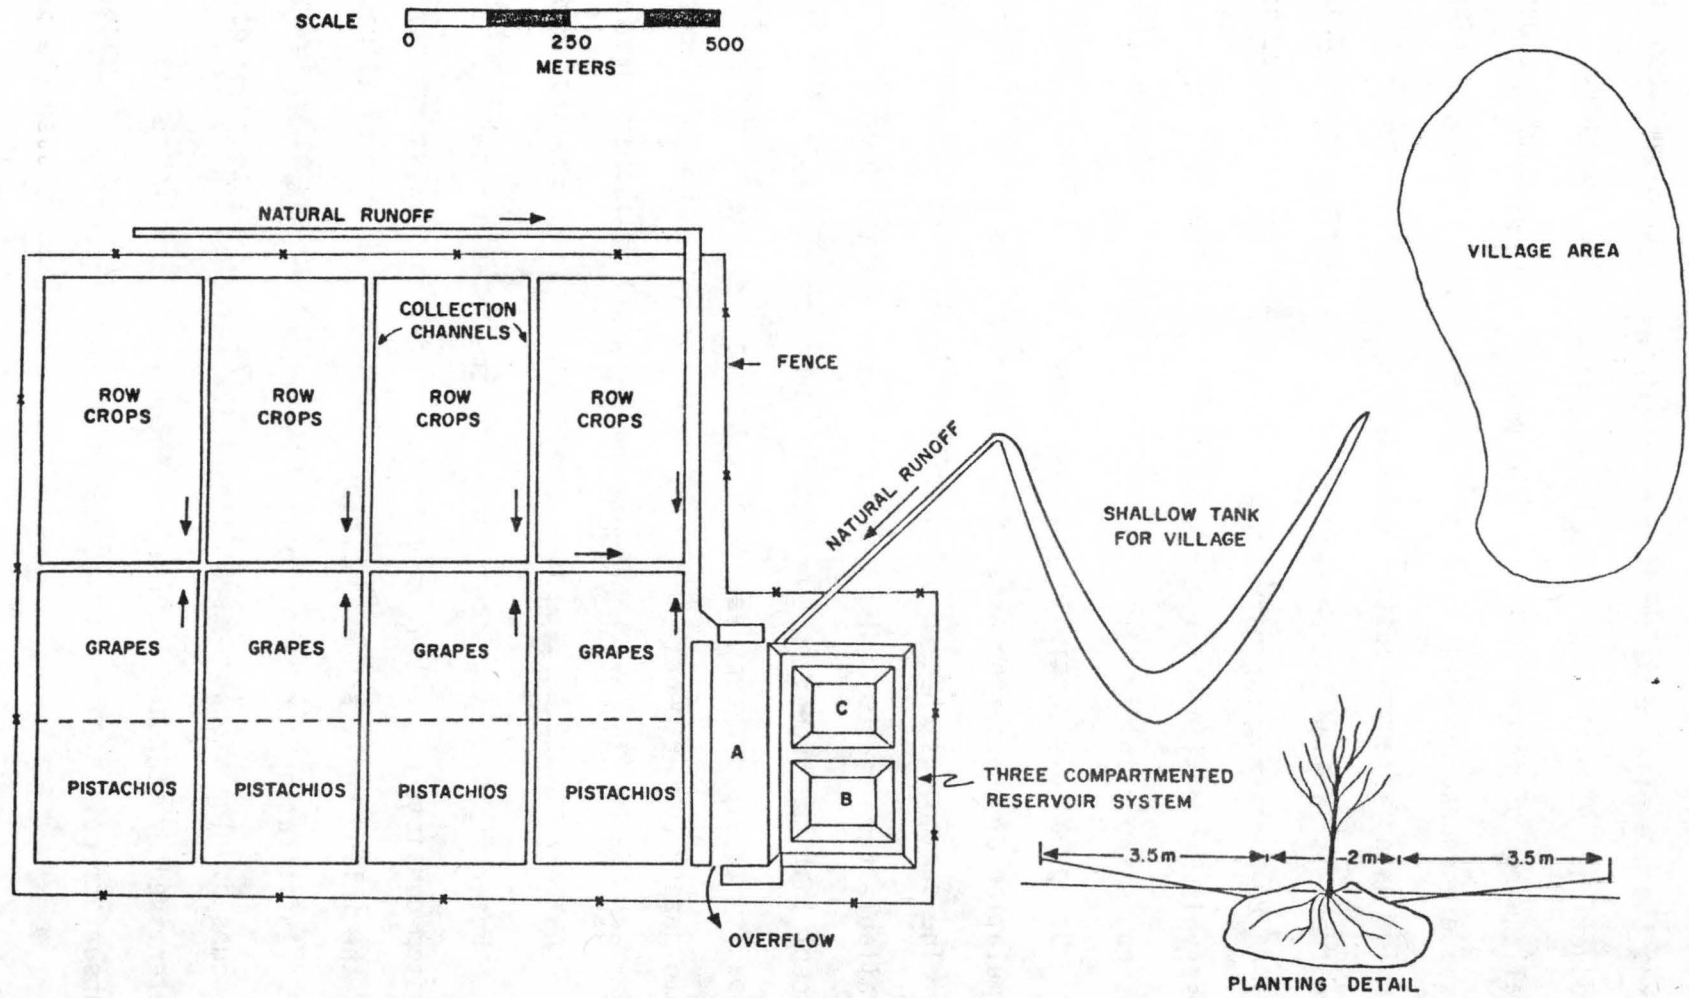 SCALE
0 250 500
METERS
NATURAL RUNOFF
COLLECTION
CHANNELS
FENCE
VILLAGE AREA
ROW
CROPS
ROW
CROPS
ROW
CROPS
ROW
CROPS
NATURAL RUNOFF
SHALLOW TANK
FOR VILLAGE
GRAPES
GRAPES
GRAPES
GRAPES
C
A
B
THREE COMPARTMENTED
RESERVOIR SYSTEM
PISTACHIOS
PISTACHIOS
PISTACHIOS
PISTACHIOS
3.5m 2m 3.5m
OVERFLOW
PLANTING DETAIL